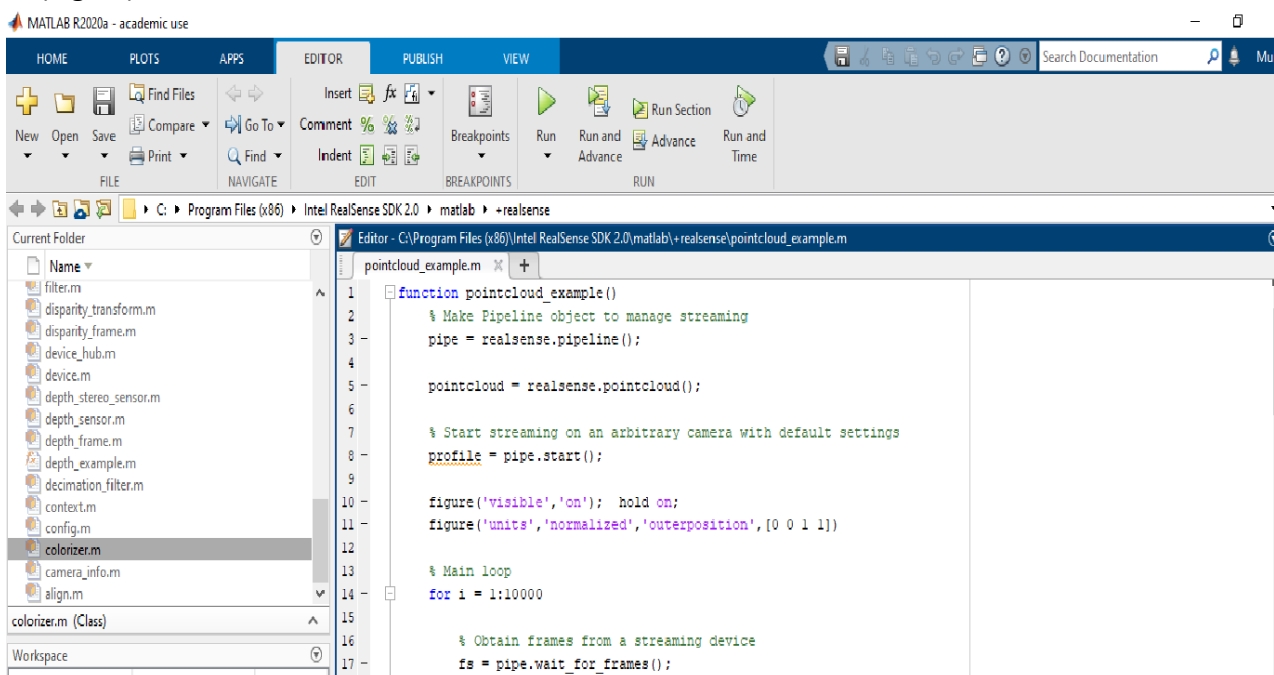 MATLAB R2020a - academic use
HOME PLOTS APPS EDITOR PUBLISH VIEW Search Documentation Mu
Find Files Insert fx Run Section
Compare Go To Comment Advance
New Open Save Print Find Indent Breakpoints Run Run and Advance Run and Time
FILE NAVIGATE EDIT BREAKPOINTS RUN
C: Program Files (x86) Intel RealSense SDK 2.0 matlab +realsense
Current Folder
Name
filter.m
disparity_transform.m
disparity_frame.m
device_hub.m
device.m
depth_stereo_sensor.m
depth_sensor.m
depth_frame.m
depth_example.m
decimation_filter.m
context.m
config.m
colorizer.m
camera_info.m
align.m
colorizer.m (Class)
Workspace
Editor - C:\Program Files (x86)\Intel RealSense SDK 2.0\matlab\+realsense\pointcloud_example.m
pointcloud_example.m
1 function pointcloud_example()
2 % Make Pipeline object to manage streaming
3 - pipe = realsense.pipeline();
4
5 - pointcloud = realsense.pointcloud();
6
7 % Start streaming on an arbitrary camera with default settings
8 - profile = pipe.start();
9
10 - figure('visible','on'); hold on;
11 - figure('units','normalized','outerposition',[0 0 1 1])
12
13 % Main loop
14 - for i = 1:10000
15
16 % Obtain frames from a streaming device
17 - fs = pipe.wait_for_frames();